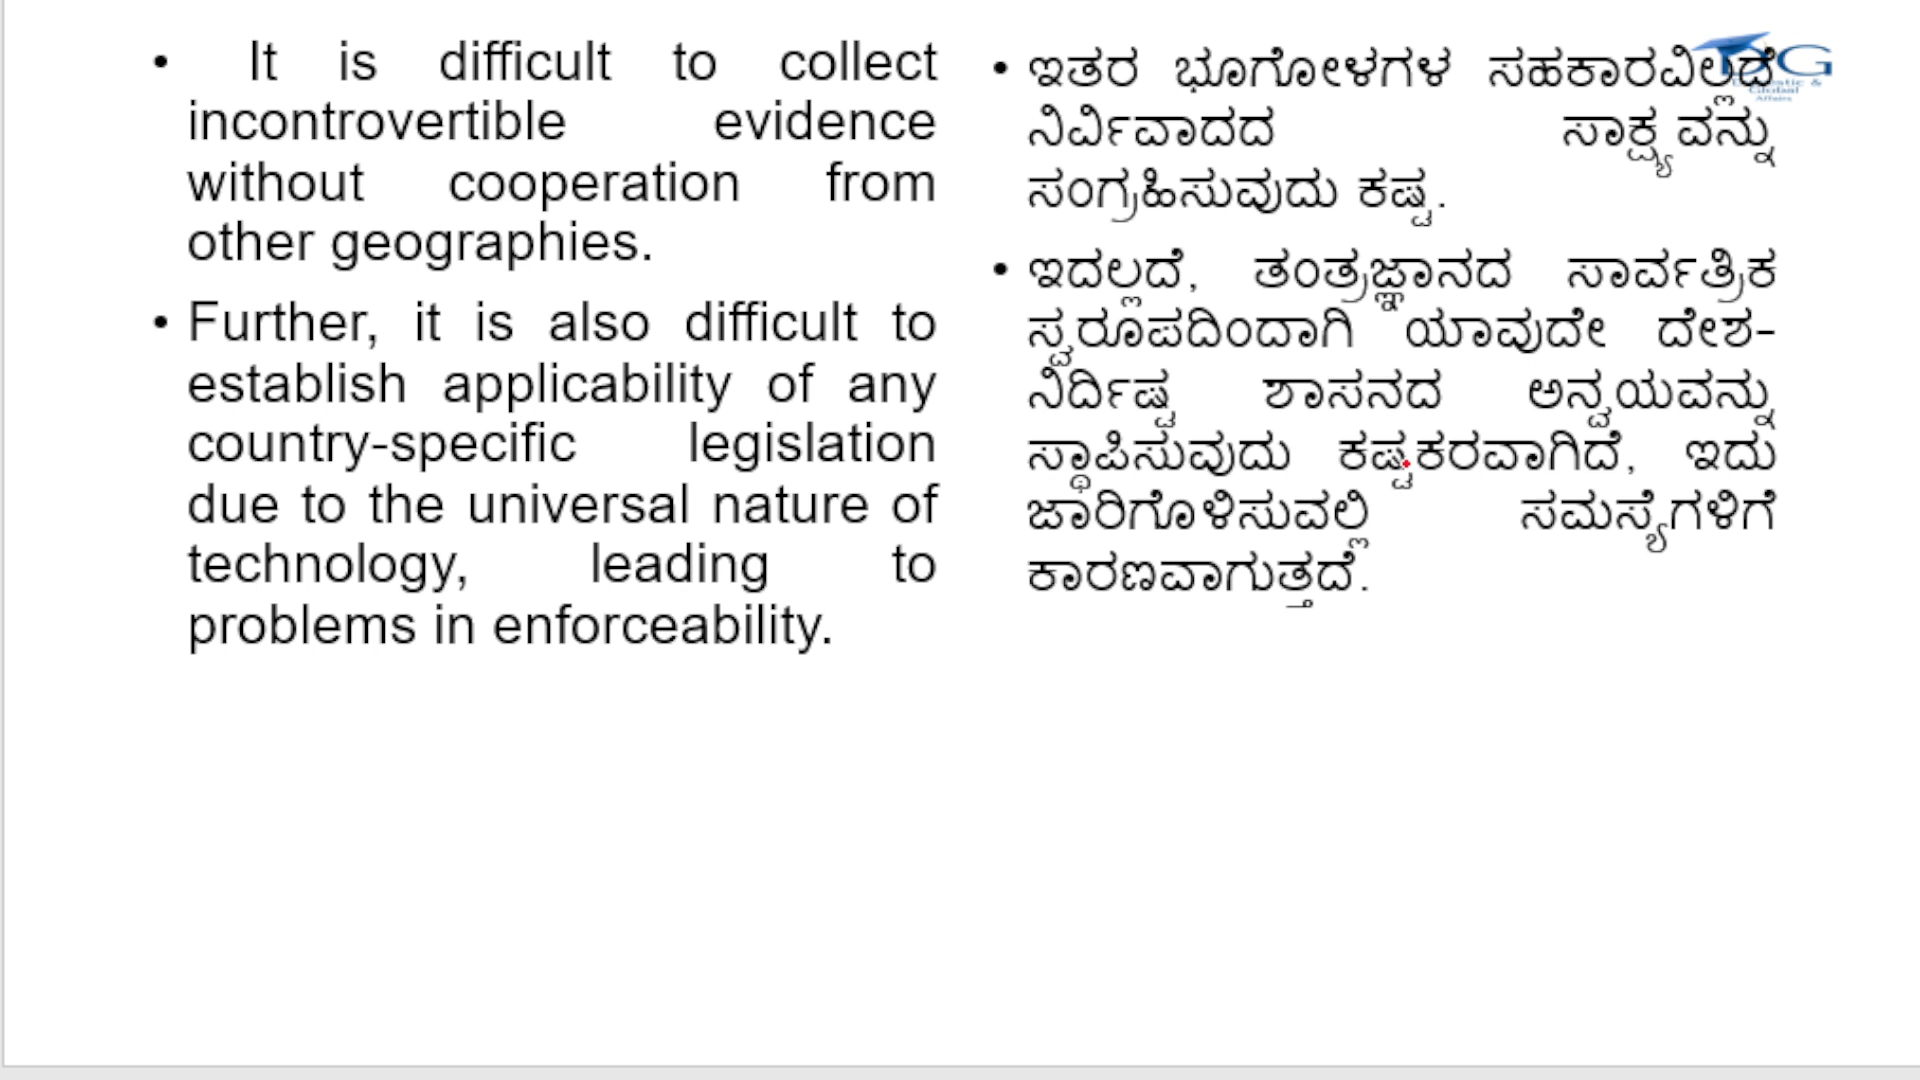 • It is difficult to collect
incontrovertible evidence
without cooperation from
other geographies.
• Further, it is also difficult to
establish applicability of any
country-specific legislation
due to the universal nature of
technology, leading to
problems in enforceability.
• ಇತರ ಭೂಗೋಳಗಳ ಸಹಕಾರವಿಲ್ಲದೆ
ನಿರ್ವಿವಾದದ ಸಾಕ್ಷ್ಯವನ್ನು
ಸಂಗ್ರಹಿಸುವುದು ಕಷ್ಟ.
• ಇದಲ್ಲದೆ, ತಂತ್ರಜ್ಞಾನದ ಸಾರ್ವತ್ರಿಕ
ಸ್ವರೂಪದಿಂದಾಗಿ ಯಾವುದೇ ದೇಶ-
ನಿರ್ದಿಷ್ಟ ಶಾಸನದ ಅನ್ವಯವನ್ನು
ಸ್ಥಾಪಿಸುವುದು ಕಷ್ಟಕರವಾಗಿದೆ, ಇದು
ಜಾರಿಗೊಳಿಸುವಲ್ಲಿ ಸಮಸ್ಯೆಗಳಿಗೆ
ಕಾರಣವಾಗುತ್ತದೆ.
G
&
Global
Affairs